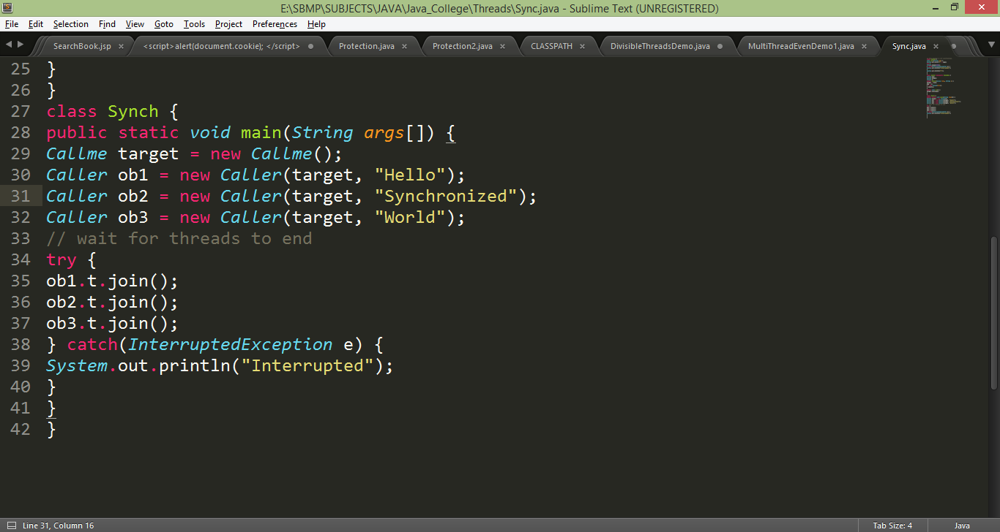 E:\SBMP\SUBJECTS\JAVA\Java_College\Threads\Sync.java - Sublime Text (UNREGISTERED)
File Edit Selection Find View Goto Tools Project Preferences Help
SearchBook.jsp <script>alert(document.cookie); </script> Protection.java Protection2.java CLASSPATH DivisibleThreadsDemo.java MultiThreadEvenDemo1.java Sync.java
25 }
26 }
27 class Synch {
28 public static void main(String args[]) {
29 Callme target = new Callme();
30 Caller ob1 = new Caller(target, "Hello");
31 Caller ob2 = new Caller(target, "Synchronized");
32 Caller ob3 = new Caller(target, "World");
33 // wait for threads to end
34 try {
35 ob1.t.join();
36 ob2.t.join();
37 ob3.t.join();
38 } catch(InterruptedException e) {
39 System.out.println("Interrupted");
40 }
41 }
42 }
Line 31, Column 16 Tab Size: 4 Java